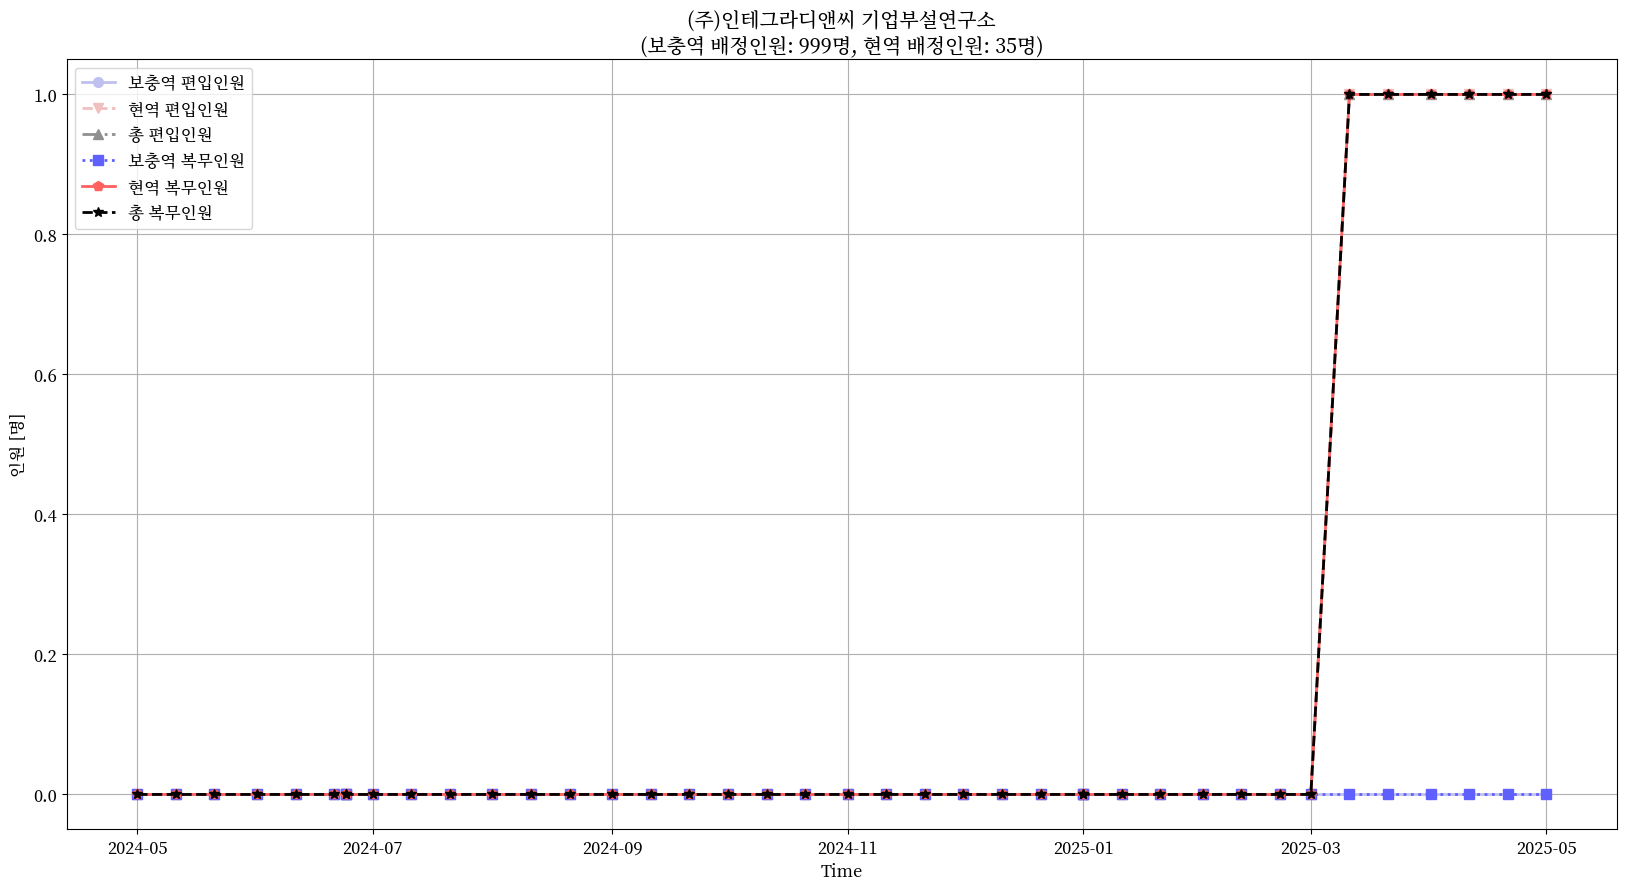 (주)인테그라디앤씨 기업부설연구소
(보충역 배정인원: 999명, 현역 배정인원: 35명)
보충역 편입인원
현역 편입인원
총 편입인원
보충역 복무인원
현역 복무인원
총 복무인원
1.0
0.8
0.6
0.4
0.2
0.0
인원 [명]
2024-05
2024-07
2024-09
2024-11
2025-01
2025-03
2025-05
Time